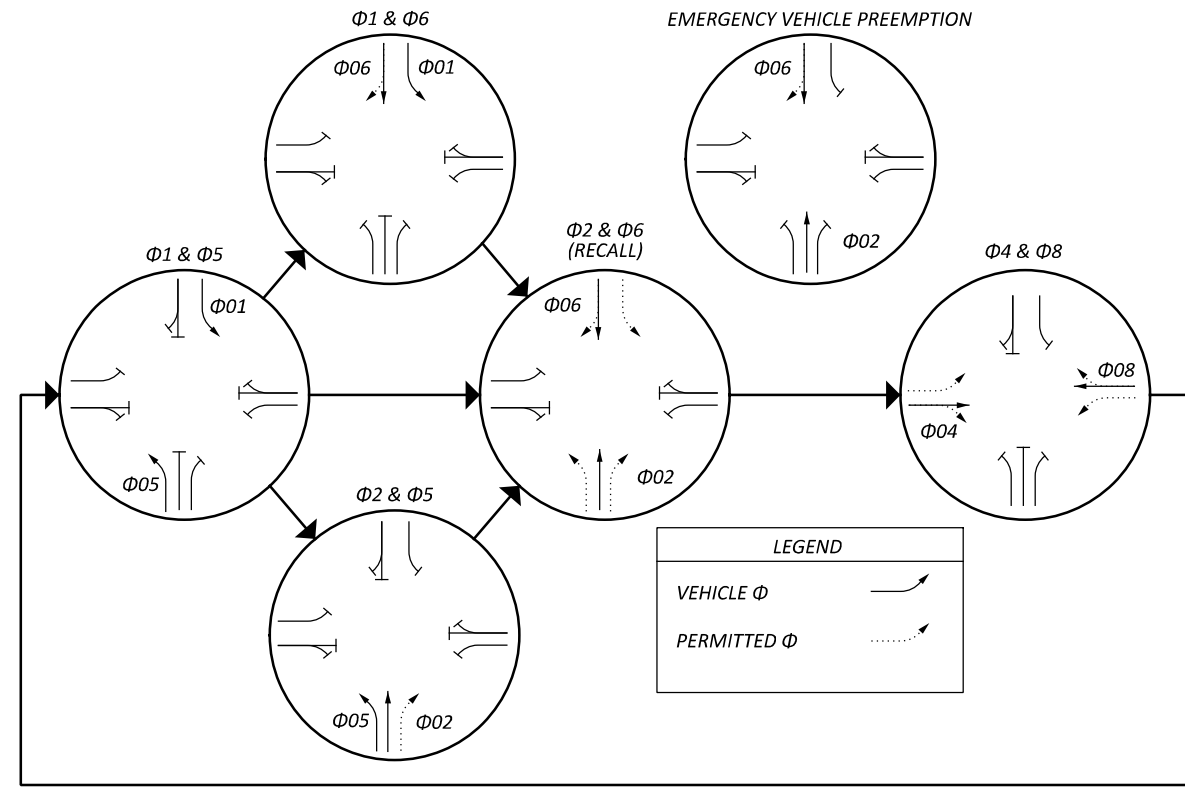 Φ1 & Φ6
Φ06
Φ01
EMERGENCY VEHICLE PREEMPTION
Φ06
Φ02
Φ1 & Φ5
Φ01
Φ05
Φ2 & Φ6
(RECALL)
Φ06
Φ02
Φ4 & Φ8
Φ08
Φ04
Φ2 & Φ5
Φ05
Φ02
LEGEND
VEHICLE Φ
PERMITTED Φ